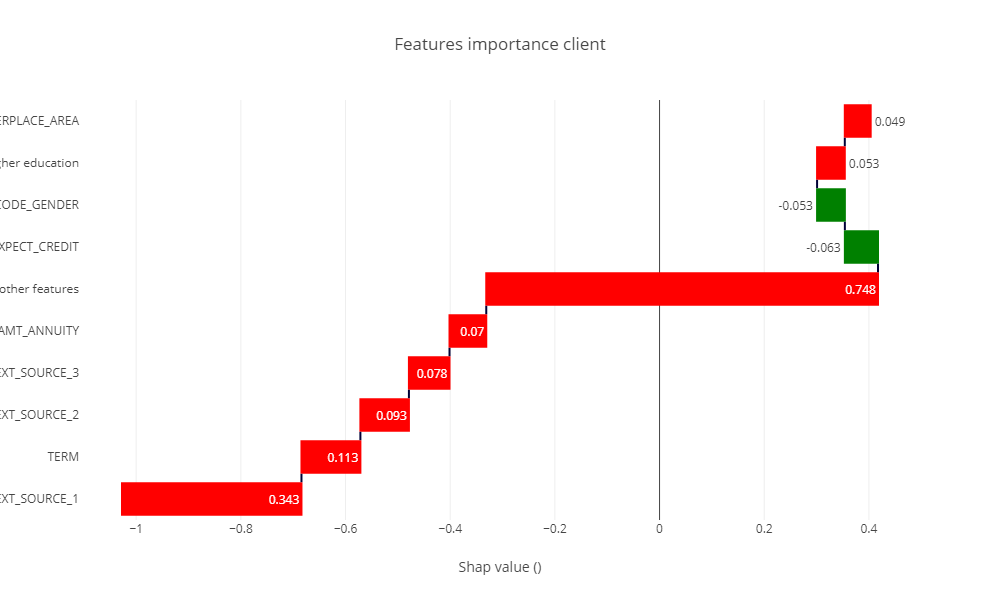 Features importance client
ERPLACE_AREA
0.049
gher education
0.053
CODE_GENDER
-0.053
XPECT_CREDIT
-0.063
other features
0.748
AMT_ANNUITY
0.07
EXT_SOURCE_3
0.078
EXT_SOURCE_2
0.093
TERM
0.113
EXT_SOURCE_1
0.343
−1 −0.8 −0.6 −0.4 −0.2 0 0.2 0.4
Shap value ()